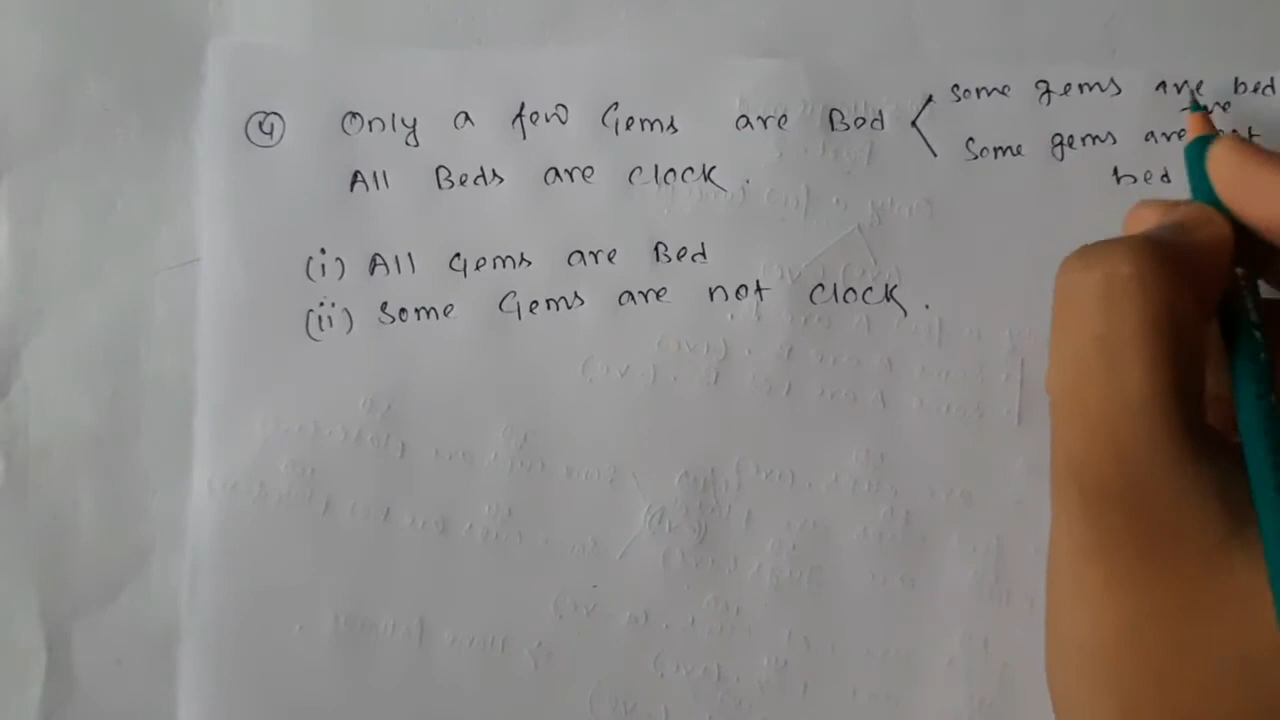 (4) Only a few Gems are Bed < some gems are bed
+ve
some gems are
bed
All Beds are clock.
(i) All Gems are Bed
(ii) Some Gems are not clock.